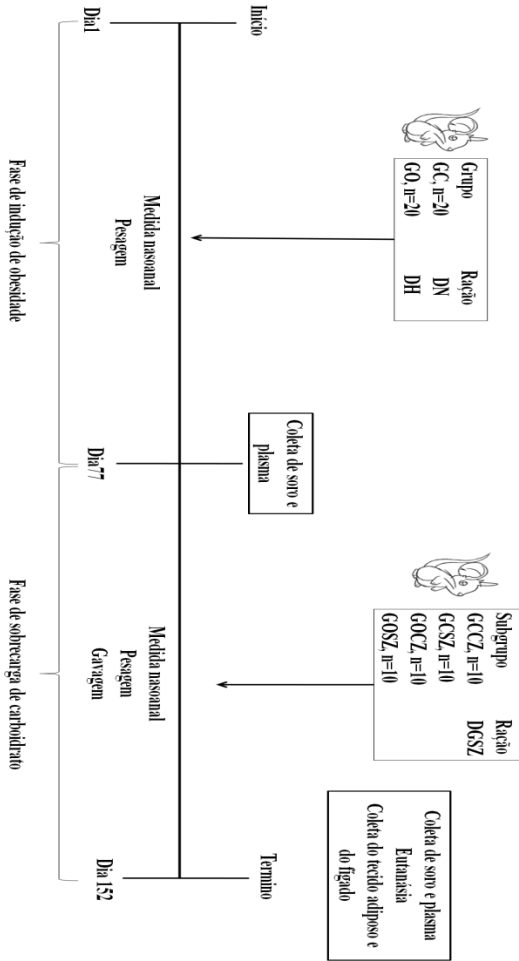 Grupo Ração
GC, n=20 DN
GO, n=20 DH
Subgrupo Ração
GCCZ, n=10 DGSZ
GCSZ, n=10
GOCZ, n=10
GOSZ, n=10
Coleta de soro e plasma
Eutanásia
Coleta do tecido adiposo e
do fígado
Início
Coleta de soro e
plasma
Termino
Medida nasoanal
Pesagem
Medida nasoanal
Pesagem
Gavagem
Dia1
Dia77
Dia 152
Fase de indução de obesidade
Fase de sobrecarga de carboidrato